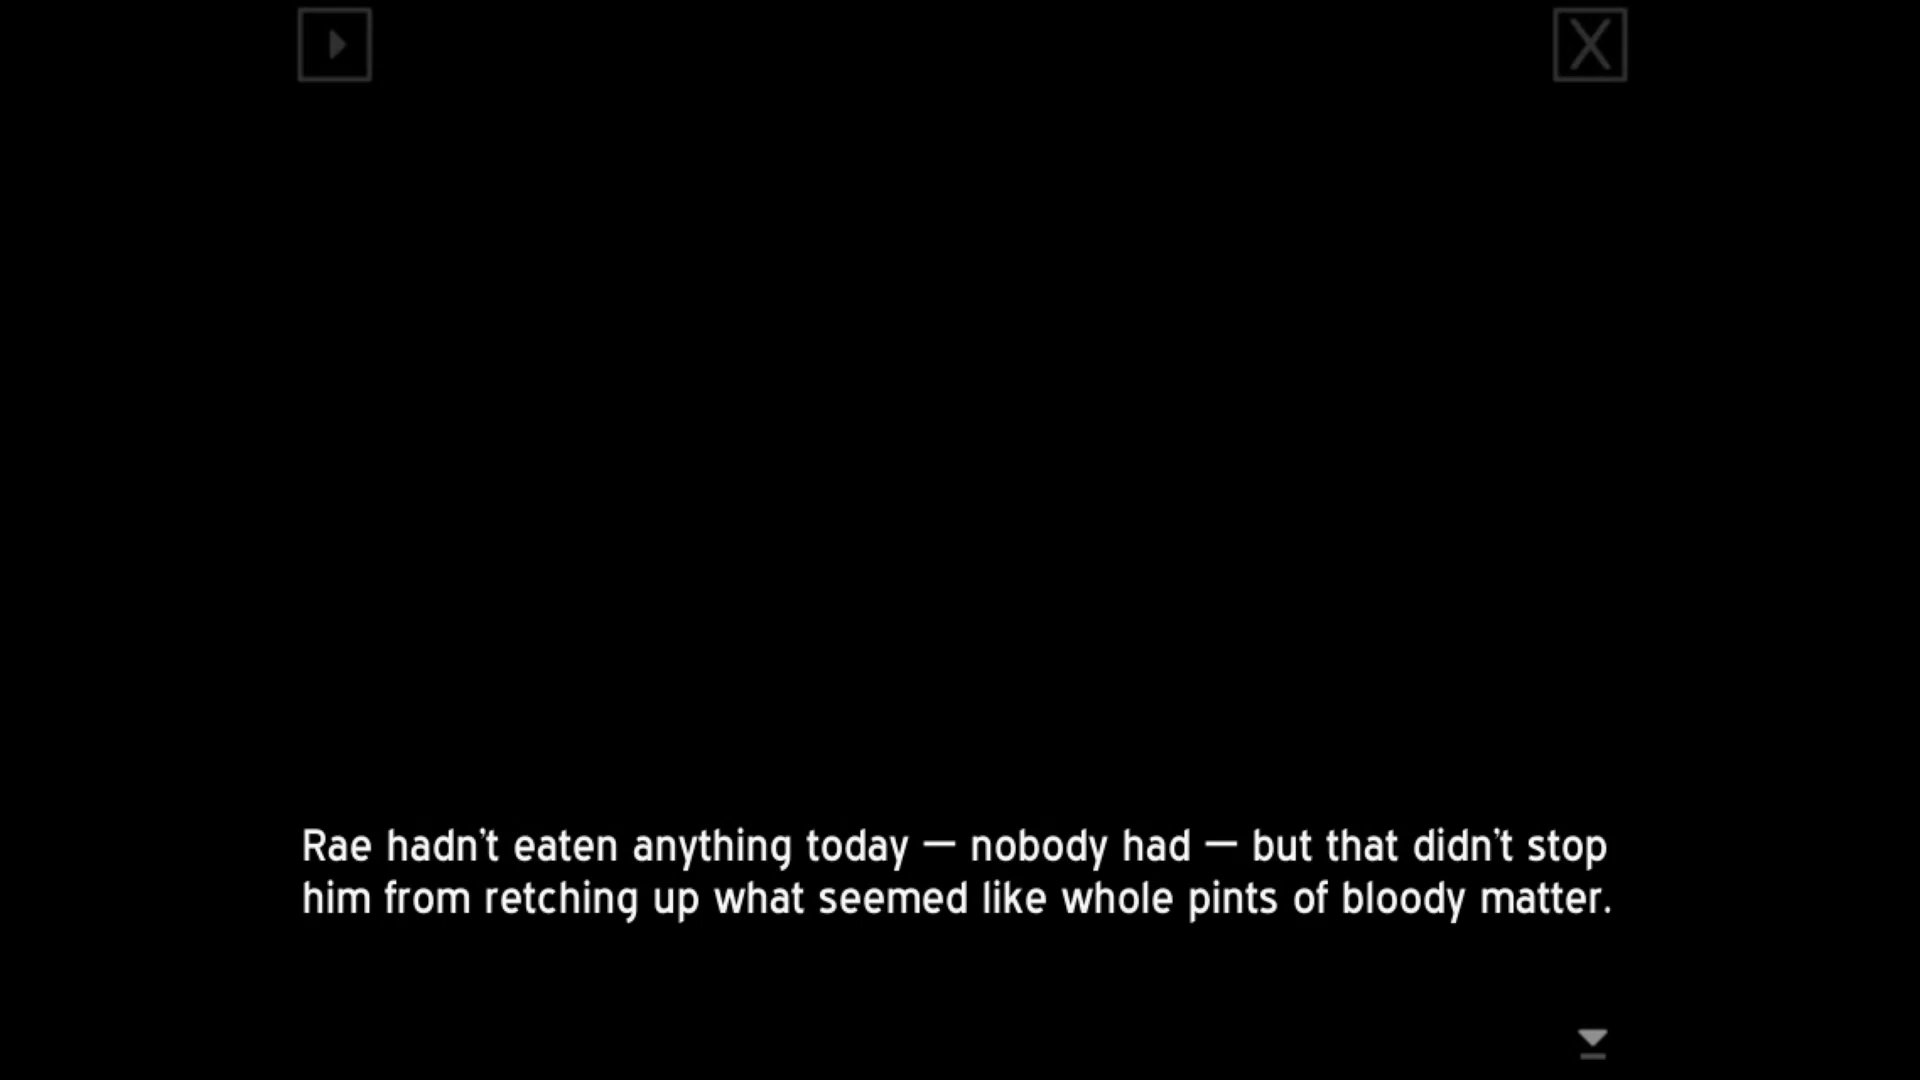 X
Rae hadn't eaten anything today — nobody had — but that didn't stop
him from retching up what seemed like whole pints of bloody matter.